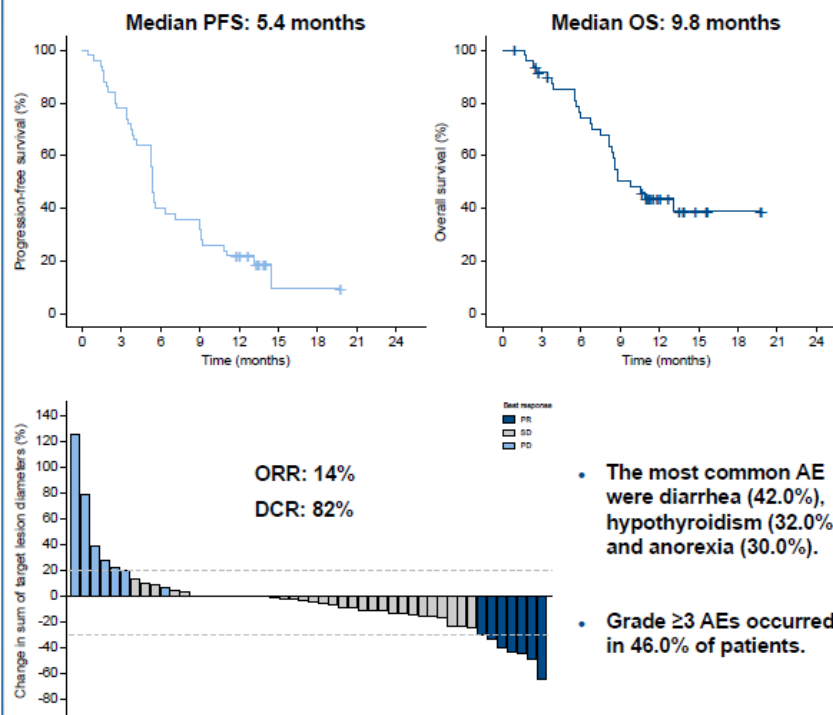 Median PFS: 5.4 months
Progression-free survival (%)
100
80
60
40
20
0
0 3 6 9 12 15 18 21 24
Time (months)
Median OS: 9.8 months
Overall survival (%)
100
80
60
40
20
0
0 3 6 9 12 15 18 21 24
Time (months)
Change in sum of target lesion diameters (%)
140
120
100
80
60
40
20
0
-20
-40
-60
-80
ORR: 14%
DCR: 82%
Best response
PR
SD
PD
• The most common AE
were diarrhea (42.0%),
hypothyroidism (32.0%
and anorexia (30.0%).
• Grade ≥3 AEs occurred
in 46.0% of patients.